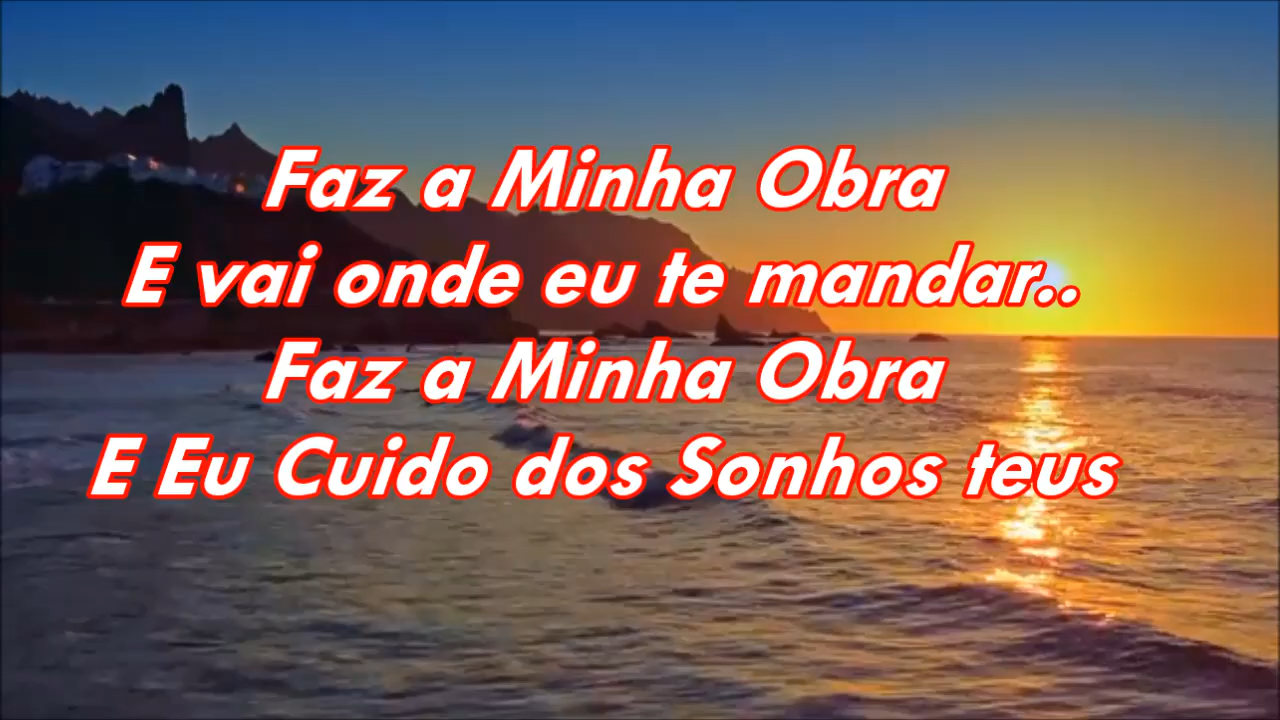 Faz a Minha Obra
E vai onde eu te mandar..
Faz a Minha Obra
E Eu Cuido dos Sonhos teus